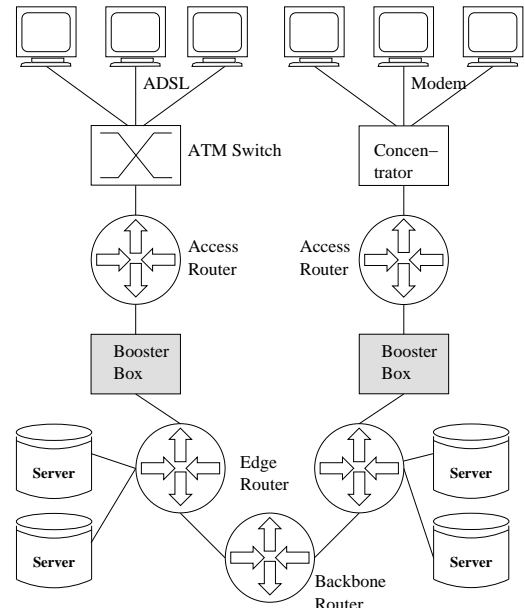 ADSL
Modem
ATM Switch
Concen-
trator
Access
Router
Access
Router
Booster
Box
Booster
Box
Server
Edge
Router
Server
Server
Server
Backbone
Router